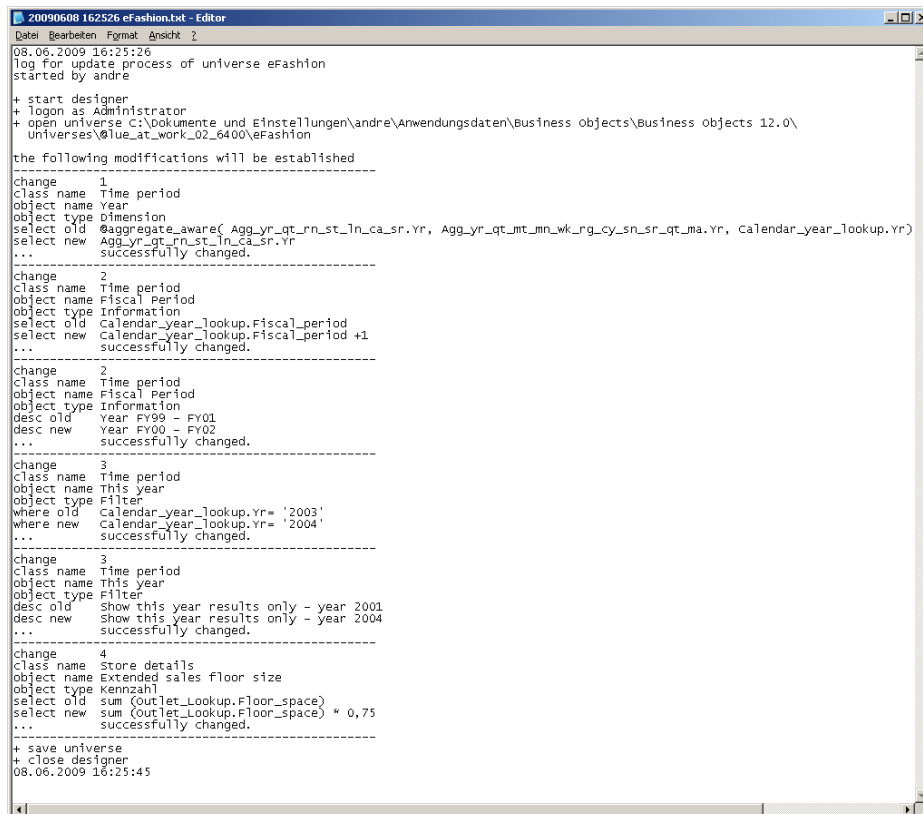 20090608 162526 eFashion.txt - Editor
Datei Bearbeiten Format Ansicht ?
08.06.2009 16:25:26
log for update process of universe eFashion
started by andre
+ start designer
+ logon as Administrator
+ open universe C:\Dokumente und Einstellungen\andre\Anwendungsdaten\Business Objects\Business Objects 12.0\
Universes\@lue_at_work_02_6400\eFashion
the following modifications will be established
------------------------------------------------
change 1
class name Time period
object name Year
object type Dimension
select old @aggregate_aware( Agg_yr_qt_rn_st_ln_ca_sr.Yr, Agg_yr_qt_mt_mn_wk_rg_cy_sn_sr_qt_ma.Yr, Calendar_year_lookup.Yr)
select new Agg_yr_qt_rn_st_ln_ca_sr.Yr
... successfully changed.
------------------------------------------------
change 2
class name Time period
object name Fiscal Period
object type Information
select old Calendar_year_lookup.Fiscal_period
select new Calendar_year_lookup.Fiscal_period +1
... successfully changed.
------------------------------------------------
change 2
class name Time period
object name Fiscal Period
object type Information
desc old Year FY99 - FY01
desc new Year FY00 - FY02
... successfully changed.
------------------------------------------------
change 3
class name Time period
object name This year
object type Filter
where old Calendar_year_lookup.Yr= '2003'
where new Calendar_year_lookup.Yr= '2004'
... successfully changed.
------------------------------------------------
change 3
class name Time period
object name This year
object type Filter
desc old Show this year results only - year 2001
desc new Show this year results only - year 2004
... successfully changed.
------------------------------------------------
change 4
class name Store details
object name Extended sales floor size
object type Kennzahl
select old sum (Outlet_Lookup.Floor_space)
select new sum (Outlet_Lookup.Floor_space) * 0,75
... successfully changed.
------------------------------------------------
+ save universe
+ close designer
08.06.2009 16:25:45